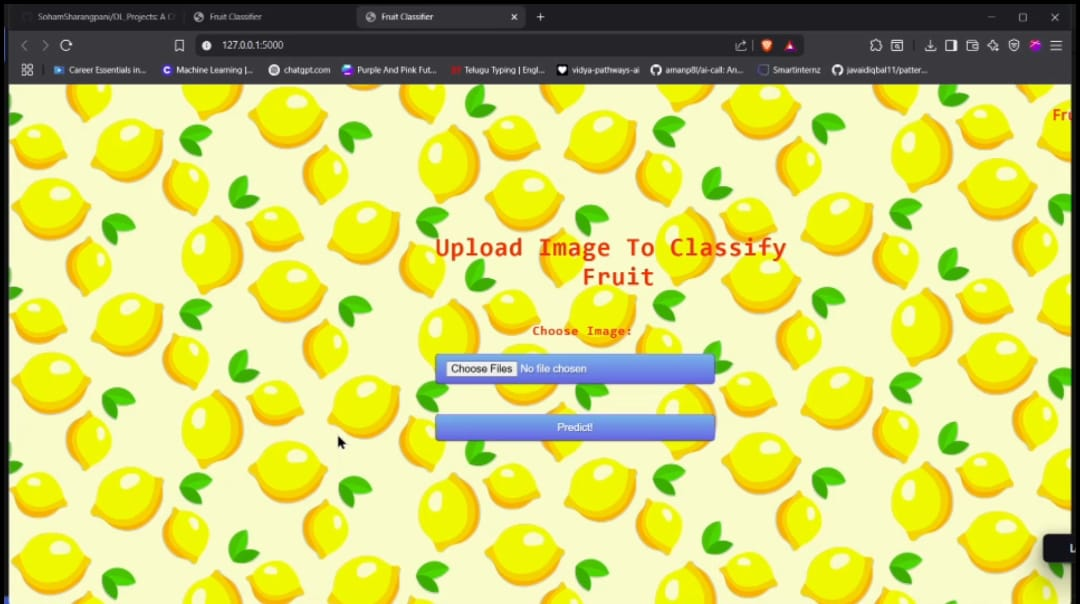 SohamSharangpani/DL_Projects: A C
Fruit Classifier
Fruit Classifier
127.0.0.1:5000
Career Essentials in...
Machine Learning |...
chatgpt.com
Purple And Pink Fut...
Telugu Typing | Engl...
vidya-pathways-ai
amanp8l/ai-call: An...
Smartinternz
javaidiqbal11/patter...
Fru
Upload Image To Classify
Fruit
Choose Image:
Choose Files No file chosen
Predict!